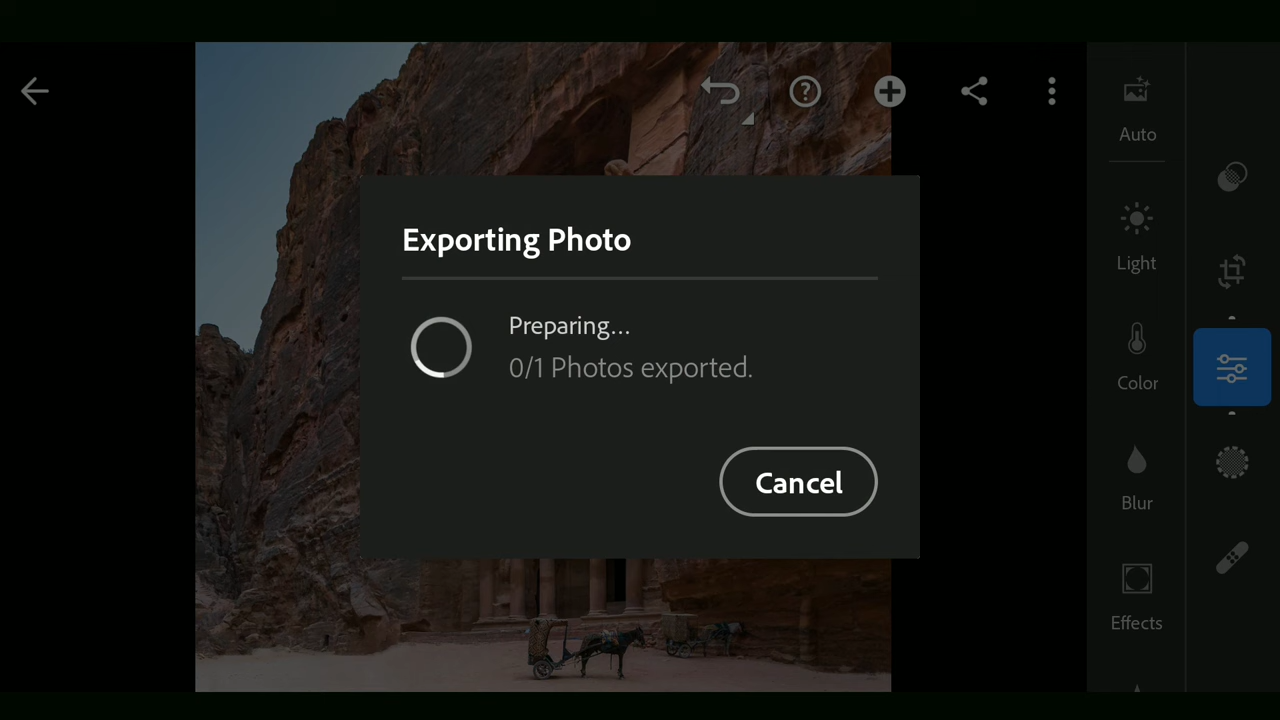 Auto
Exporting Photo
Light
Preparing...
0/1 Photos exported.
Color
Cancel
Blur
Effects